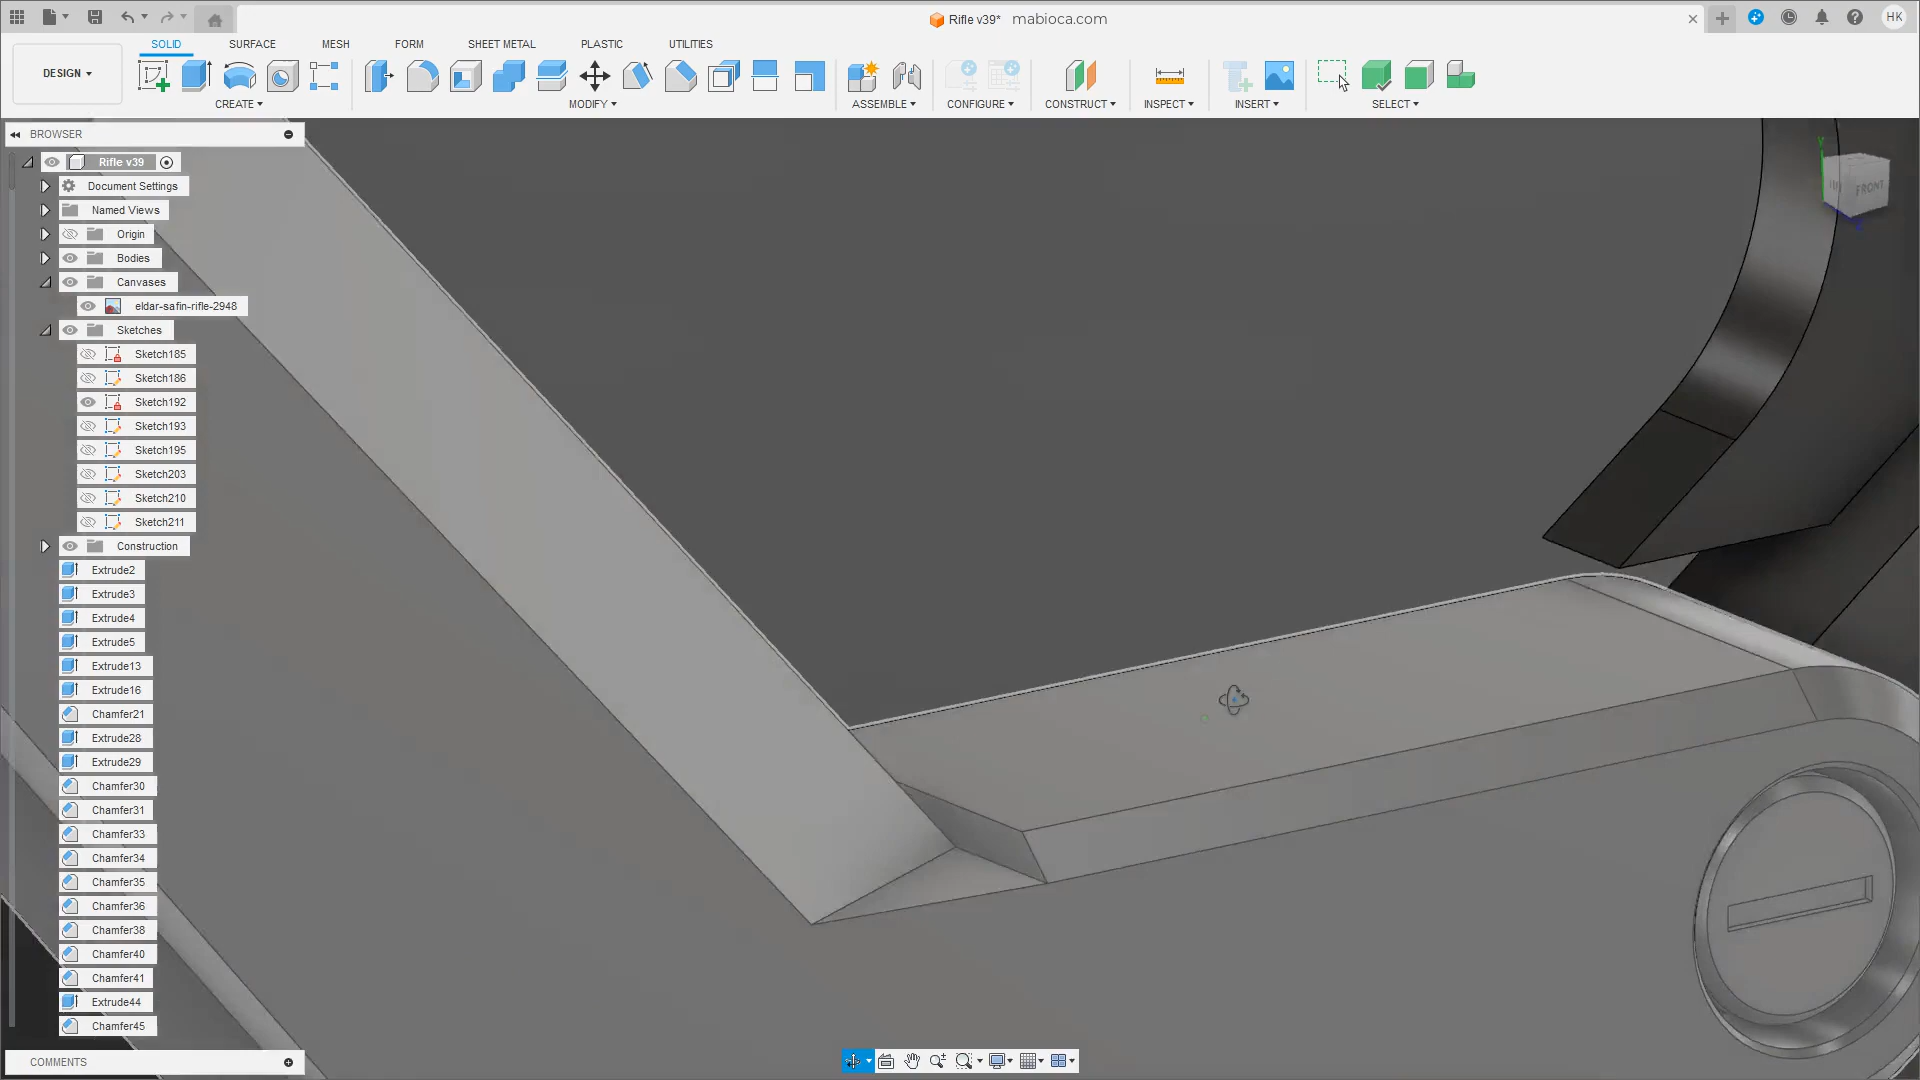 Rifle v39* mabioca.com
HK
DESIGN
SOLID SURFACE MESH FORM SHEET METAL PLASTIC UTILITIES
CREATE MODIFY ASSEMBLE CONFIGURE CONSTRUCT INSPECT INSERT SELECT
BROWSER
Rifle v39
Document Settings
Named Views
Origin
Bodies
Canvases
eldar-safin-rifle-2948
Sketches
Sketch185
Sketch186
Sketch192
Sketch193
Sketch195
Sketch203
Sketch210
Sketch211
Construction
Extrude2
Extrude3
Extrude4
Extrude5
Extrude13
Extrude16
Chamfer21
Extrude28
Extrude29
Chamfer30
Chamfer31
Chamfer33
Chamfer34
Chamfer35
Chamfer36
Chamfer38
Chamfer40
Chamfer41
Extrude44
Chamfer45
COMMENTS
Y
FRONT